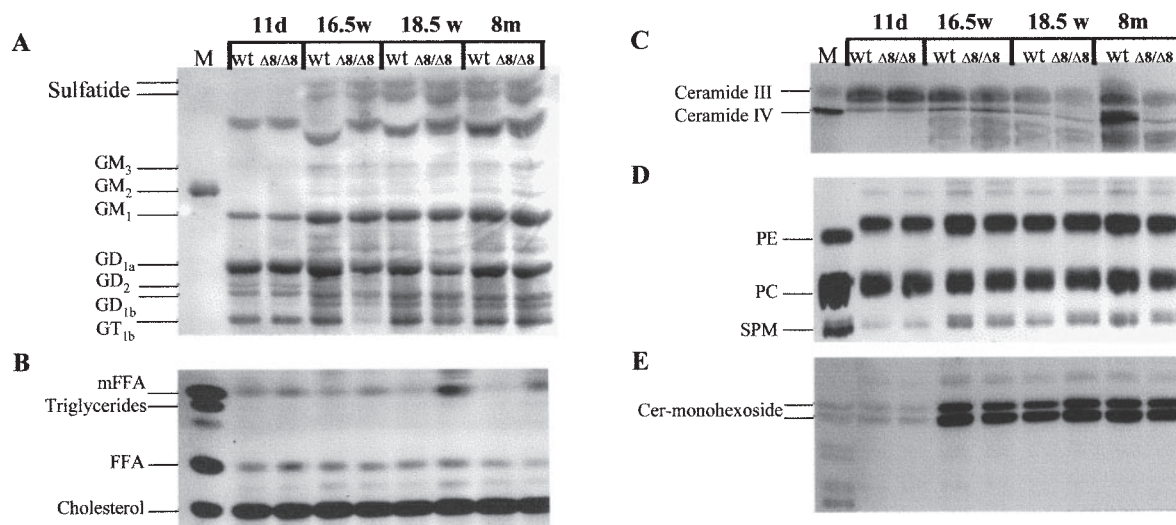 A
11d 16.5w 18.5 w 8m
M wt Δ8/Δ8 wt Δ8/Δ8 wt Δ8/Δ8 wt Δ8/Δ8
Sulfatide
GM3
GM2
GM1
GD1a
GD2
GD1b
GT1b
B
mFFA
Triglycerides
FFA
Cholesterol
C
11d 16.5w 18.5w 8m
M wt Δ8/Δ8 wt Δ8/Δ8 wt Δ8/Δ8 wt Δ8/Δ8
Ceramide III
Ceramide IV
D
PE
PC
SPM
E
Cer-monohexoside